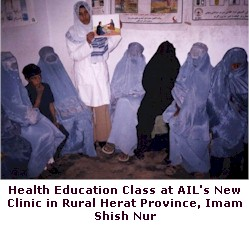 Health Education Class at AIL's New
Clinic in Rural Herat Province, Imam
Shish Nur